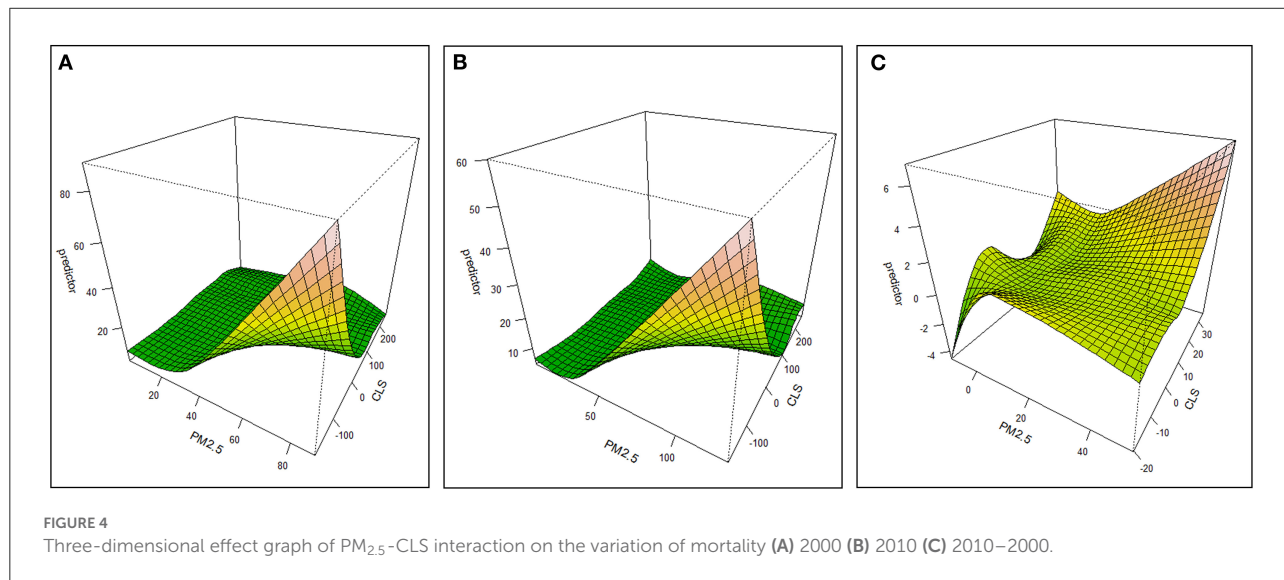 A
B
C
80
60
40
20
predictor
20
40
60
80
PM2.5
-100
0
100
200
CLS
60
50
40
30
20
10
predictor
50
100
PM2.5
-100
0
100
200
CLS
6
4
2
0
-2
-4
predictor
0
20
40
PM2.5
-20
-10
0
10
20
30
CLS
FIGURE 4
Three-dimensional effect graph of PM2.5-CLS interaction on the variation of mortality (A) 2000 (B) 2010 (C) 2010–2000.